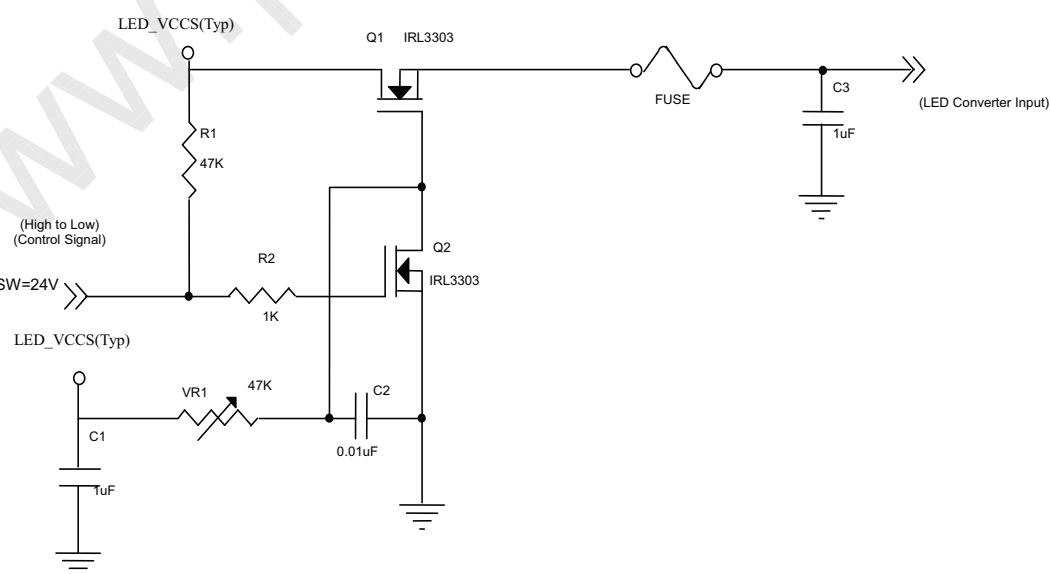 LED_VCCS(Typ)
Q1 IRL3303
R1
47K
FUSE
C3
1uF
(LED Converter Input)
(High to Low)
(Control Signal)
SW=24V
R2
1K
Q2
IRL3303
LED_VCCS(Typ)
VR1
47K
C2
0.01uF
C1
1uF